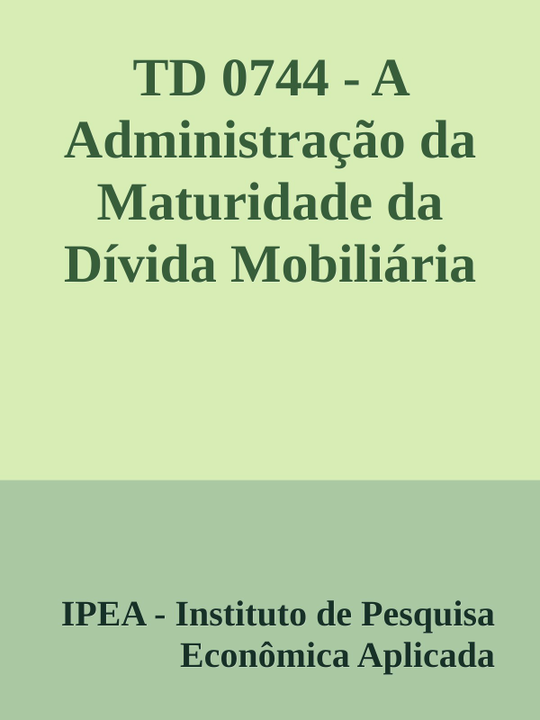 TD 0744 - A
Administração da
Maturidade da
Dívida Mobiliária
IPEA - Instituto de Pesquisa
Econômica Aplicada